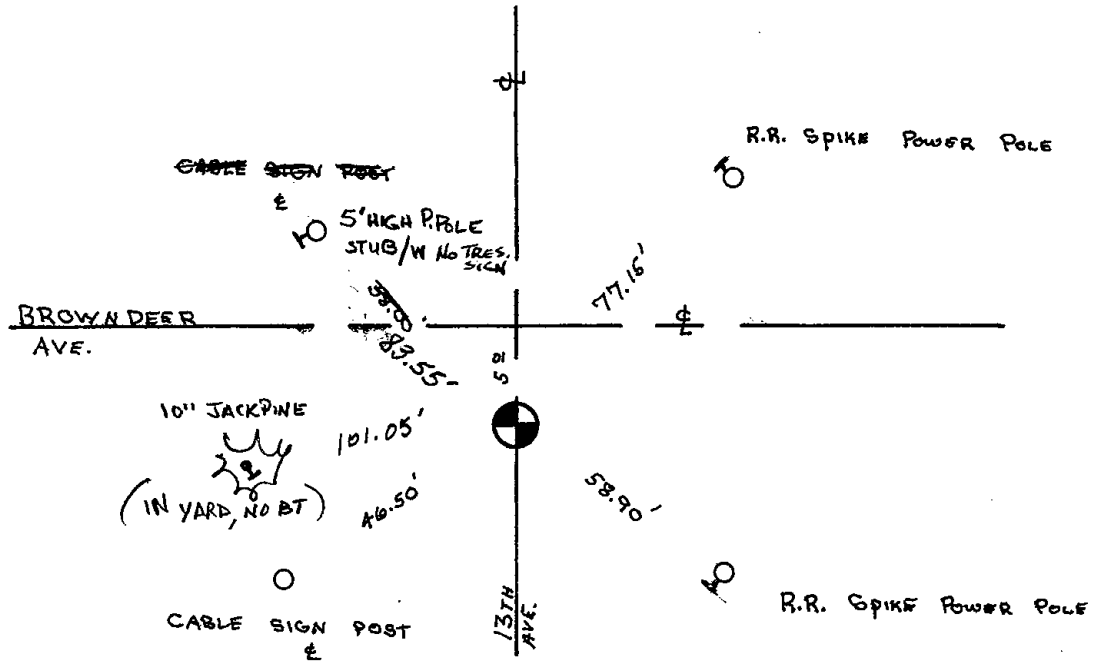 ℄
R.R. SPIKE POWER POLE
CABLE SIGN POST
℄
5' HIGH P.POLE
STUB/W NO TRES.
SIGN
77.16'
38.00'
BROWN DEER
AVE.
℄
83.55'
10" JACKPINE
101.05'
(IN YARD, NO BT)
46.50'
58.90'
CABLE SIGN POST
℄
13TH
AVE.
R.R. SPIKE POWER POLE